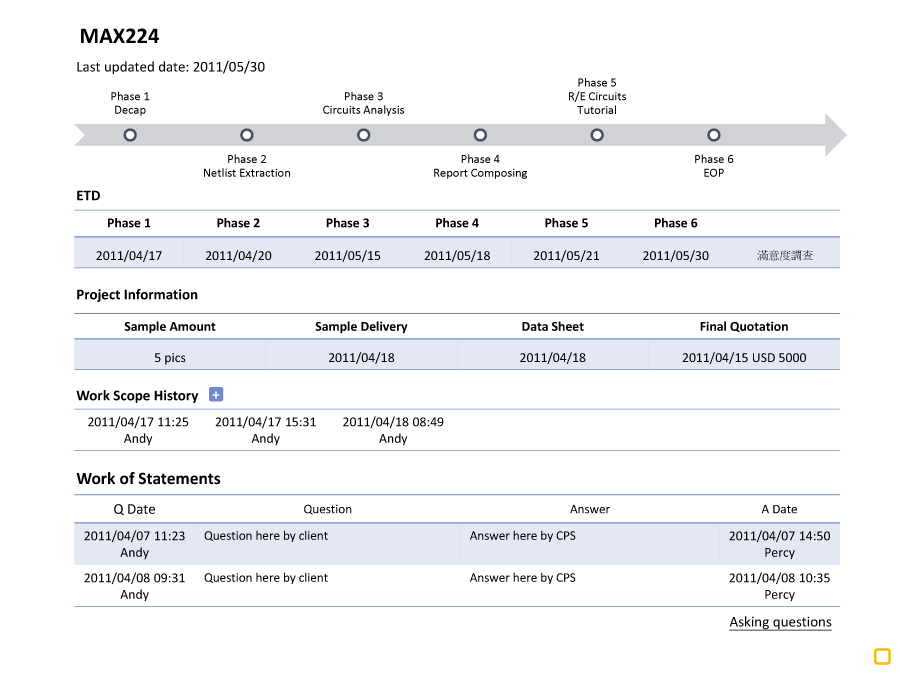 MAX224
Last updated date: 2011/05/30
Phase 1
Decap
Phase 2
Netlist Extraction
Phase 3
Circuits Analysis
Phase 4
Report Composing
Phase 5
R/E Circuits
Tutorial
Phase 6
EOP
ETD
Phase 1 Phase 2 Phase 3 Phase 4 Phase 5 Phase 6
2011/04/17 2011/04/20 2011/05/15 2011/05/18 2011/05/21 2011/05/30 滿意度調查
Project Information
Sample Amount Sample Delivery Data Sheet Final Quotation
5 pics 2011/04/18 2011/04/18 2011/04/15 USD 5000
Work Scope History +
2011/04/17 11:25 2011/04/17 15:31 2011/04/18 08:49
Andy Andy Andy
Work of Statements
Q Date Question Answer A Date
2011/04/07 11:23 Question here by client Answer here by CPS 2011/04/07 14:50
Andy Percy
2011/04/08 09:31 Question here by client Answer here by CPS 2011/04/08 10:35
Andy Percy
Asking questions